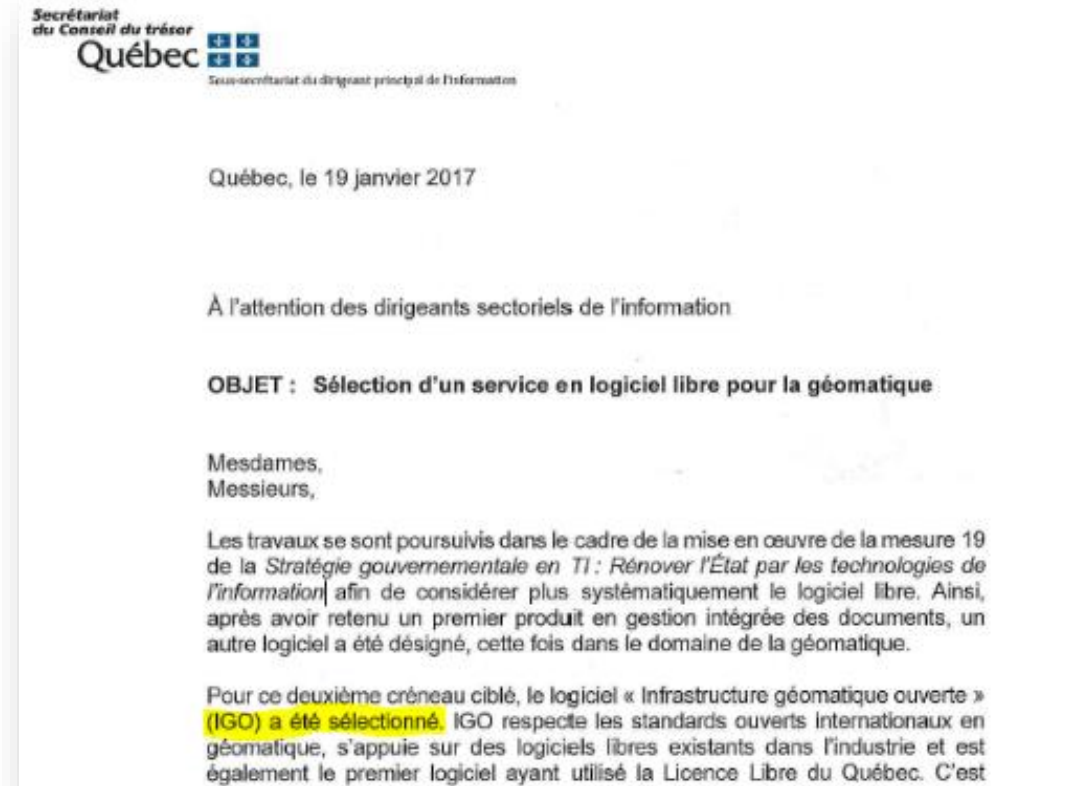 Secrétariat
du Conseil du trésor
Québec
Sous-secrétariat du dirigeant principal de l'information
Québec, le 19 janvier 2017
À l'attention des dirigeants sectoriels de l'information
OBJET : Sélection d'un service en logiciel libre pour la géomatique
Mesdames,
Messieurs,
Les travaux se sont poursuivis dans le cadre de la mise en œuvre de la mesure 19
de la Stratégie gouvernementale en TI : Rénover l'État par les technologies de
l'information afin de considérer plus systématiquement le logiciel libre. Ainsi,
après avoir retenu un premier produit en gestion intégrée des documents, un
autre logiciel a été désigné, cette fois dans le domaine de la géomatique.
Pour ce deuxième créneau ciblé, le logiciel « Infrastructure géomatique ouverte »
(IGO) a été sélectionné. IGO respecte les standards ouverts internationaux en
géomatique, s'appuie sur des logiciels libres existants dans l'industrie et est
également le premier logiciel ayant utilisé la Licence Libre du Québec. C'est